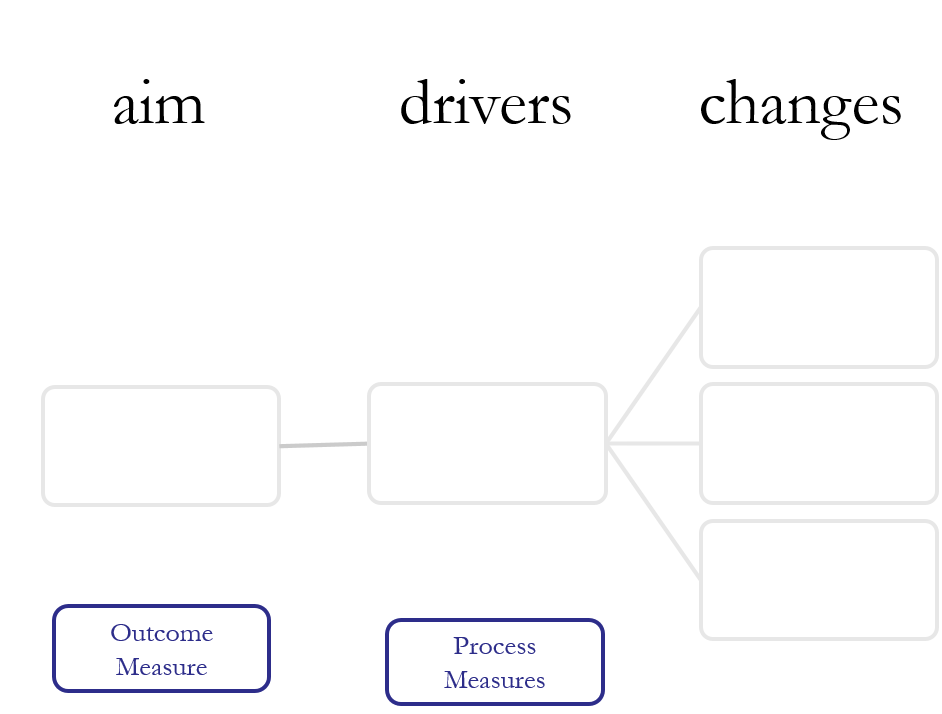 aim
drivers
changes
Outcome
Measure
Process
Measures